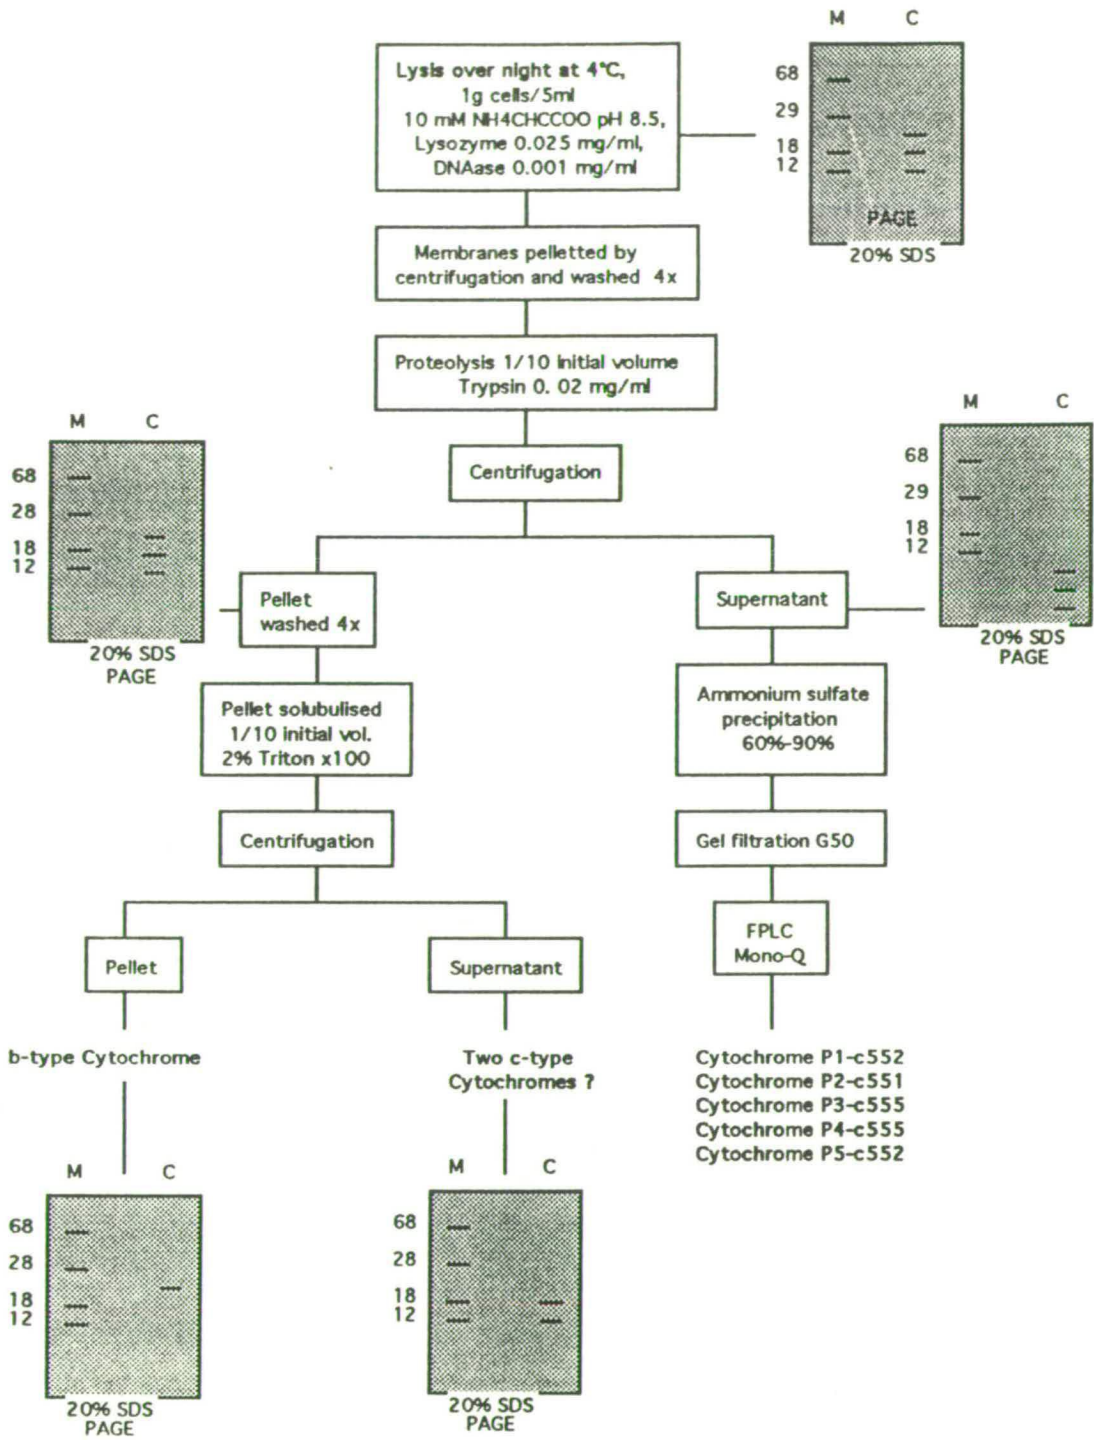 M C
68
29
18
12
PAGE
20% SDS
Lysis over night at 4°C,
1g cells/5ml
10 mM NH4CHCCOO pH 8.5,
Lysozyme 0.025 mg/ml,
DNAase 0.001 mg/ml
Membranes pelletted by
centrifugation and washed 4x
Proteolysis 1/10 initial volume
Trypsin 0. 02 mg/ml
Centrifugation
M C
68
28
18
12
20% SDS
PAGE
M C
68
29
18
12
20% SDS
PAGE
Pellet
washed 4x
Supernatant
Pellet solubulised
1/10 initial vol.
2% Triton x100
Ammonium sulfate
precipitation
60%-90%
Centrifugation
Gel filtration G50
Pellet
Supernatant
FPLC
Mono-Q
b-type Cytochrome
Two c-type
Cytochromes ?
Cytochrome P1-c552
Cytochrome P2-c551
Cytochrome P3-c555
Cytochrome P4-c555
Cytochrome P5-c552
M C
68
28
18
12
20% SDS
PAGE
M C
68
28
18
12
20% SDS
PAGE